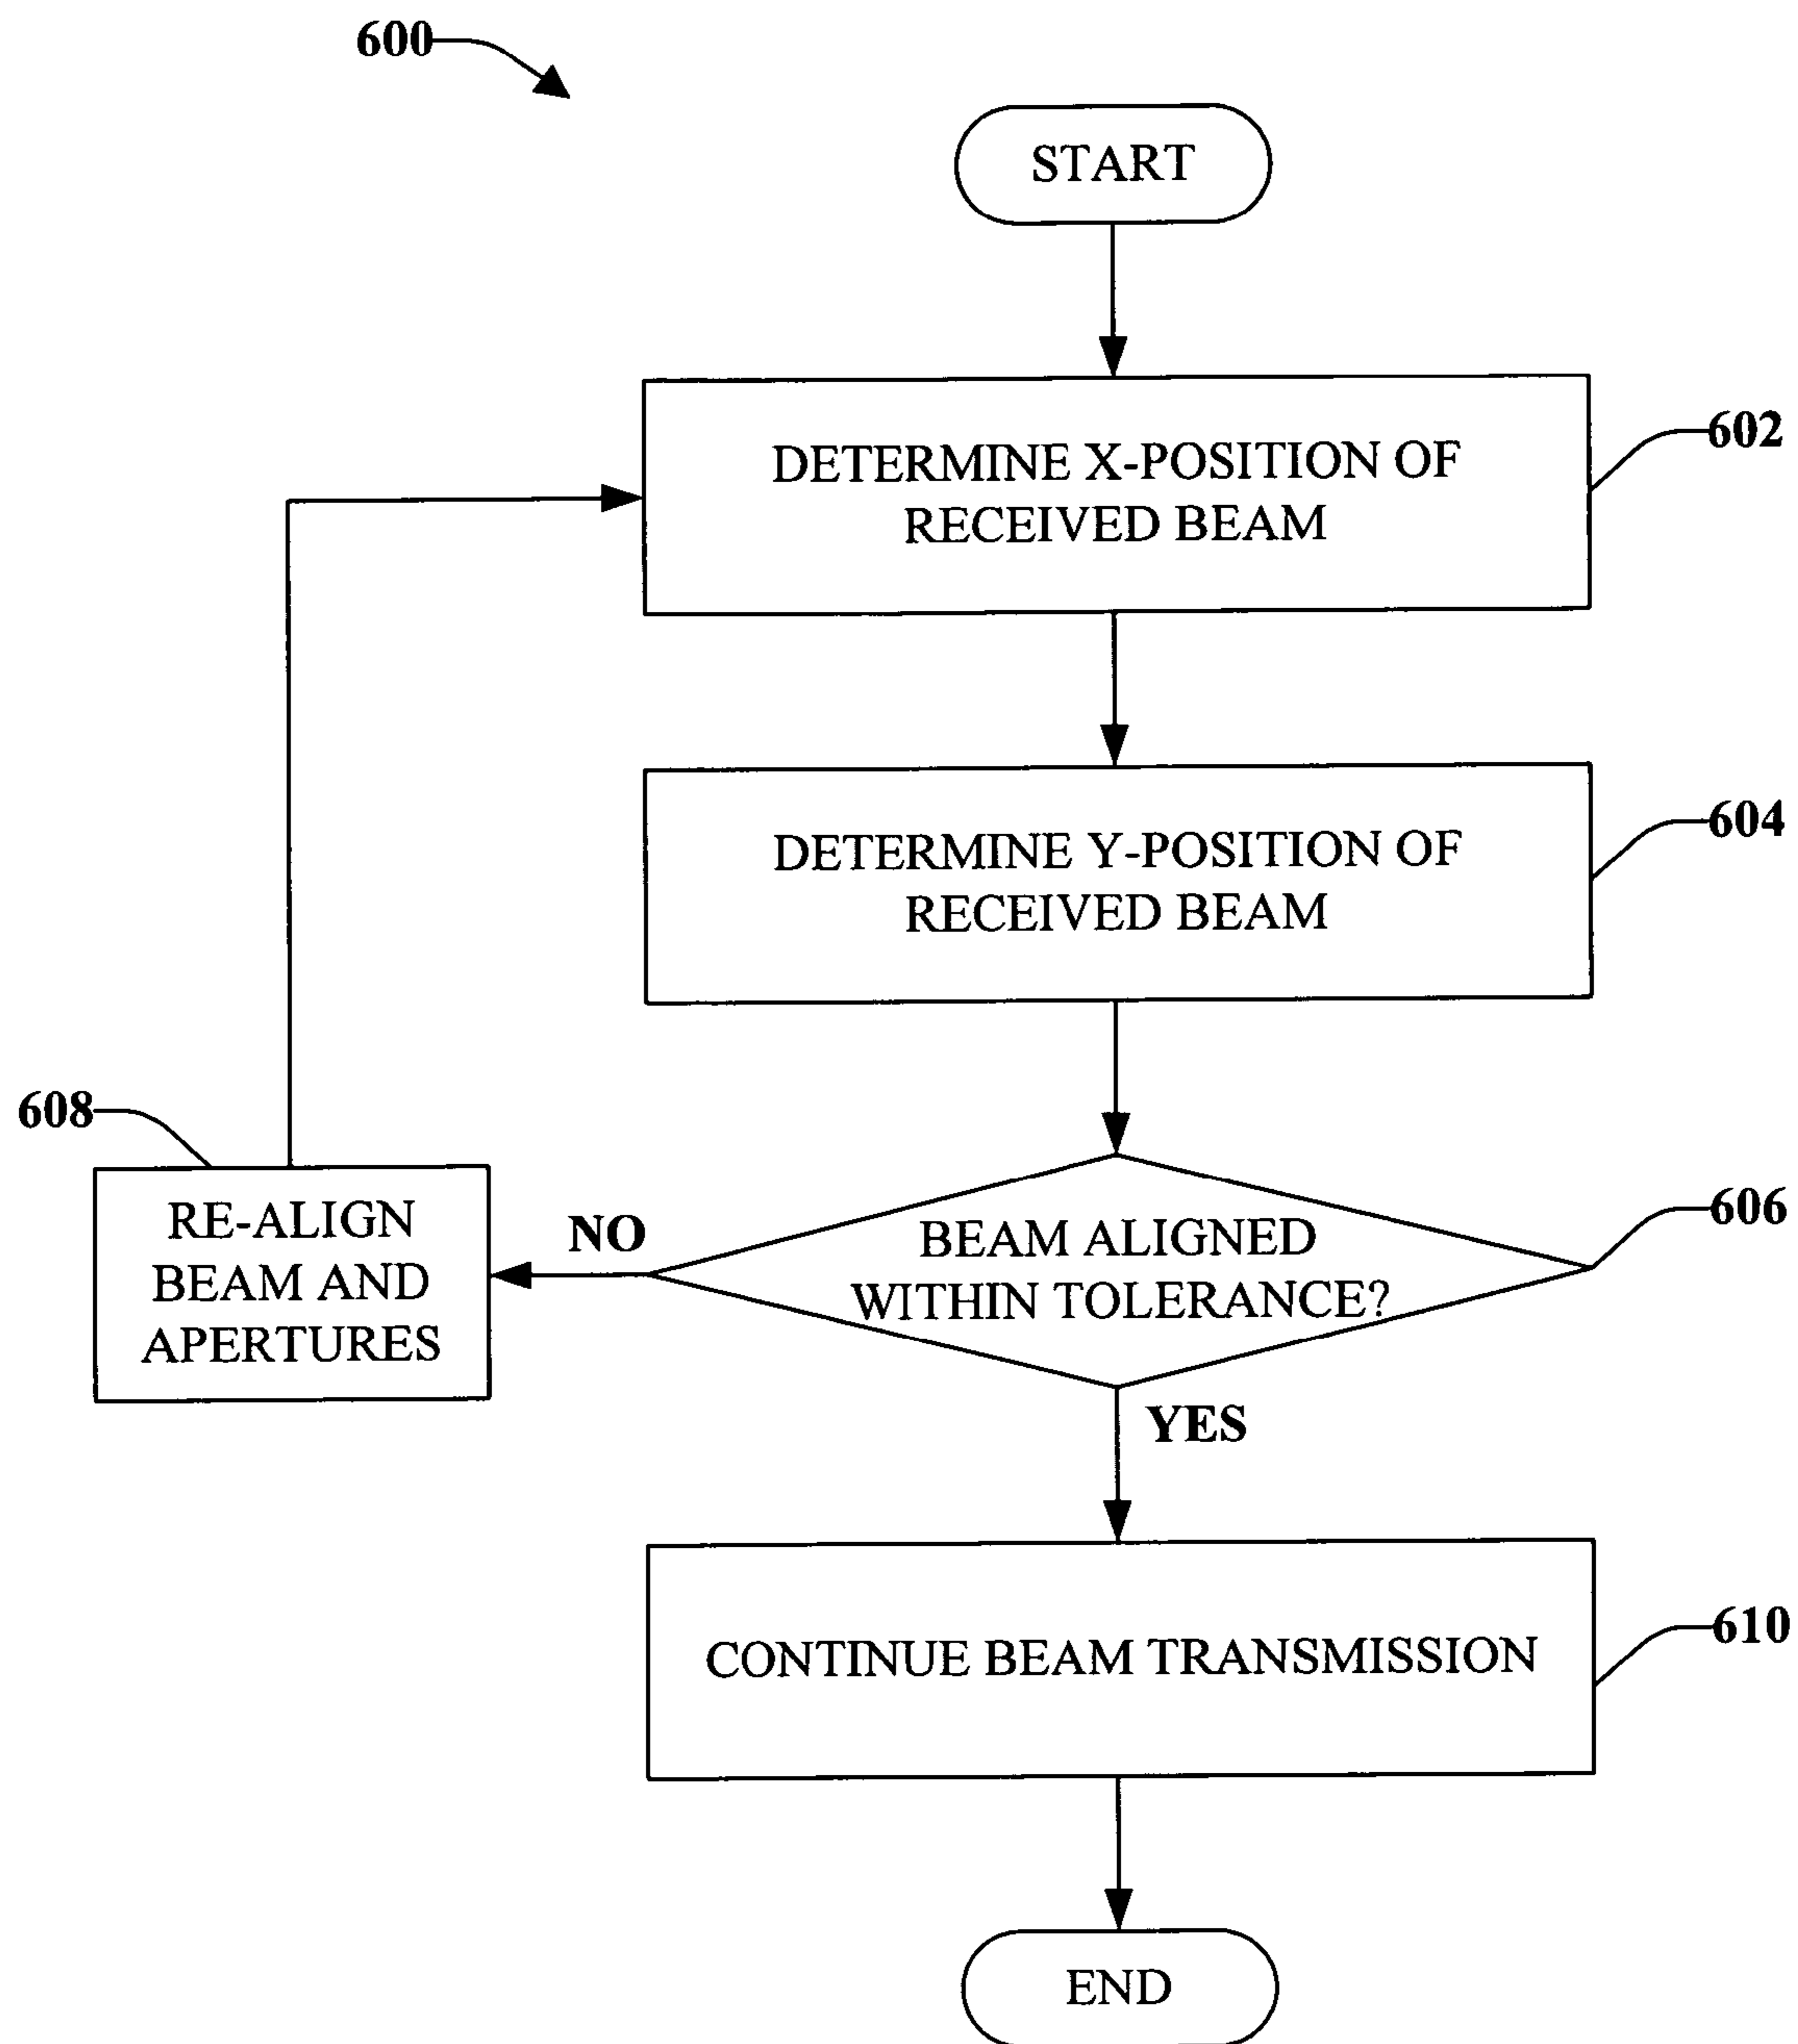 600
START
DETERMINE X-POSITION OF
RECEIVED BEAM
602
DETERMINE Y-POSITION OF
RECEIVED BEAM
604
608
RE-ALIGN
BEAM AND
APERTURES
NO
BEAM ALIGNED
WITHIN TOLERANCE?
606
YES
CONTINUE BEAM TRANSMISSION
610
END